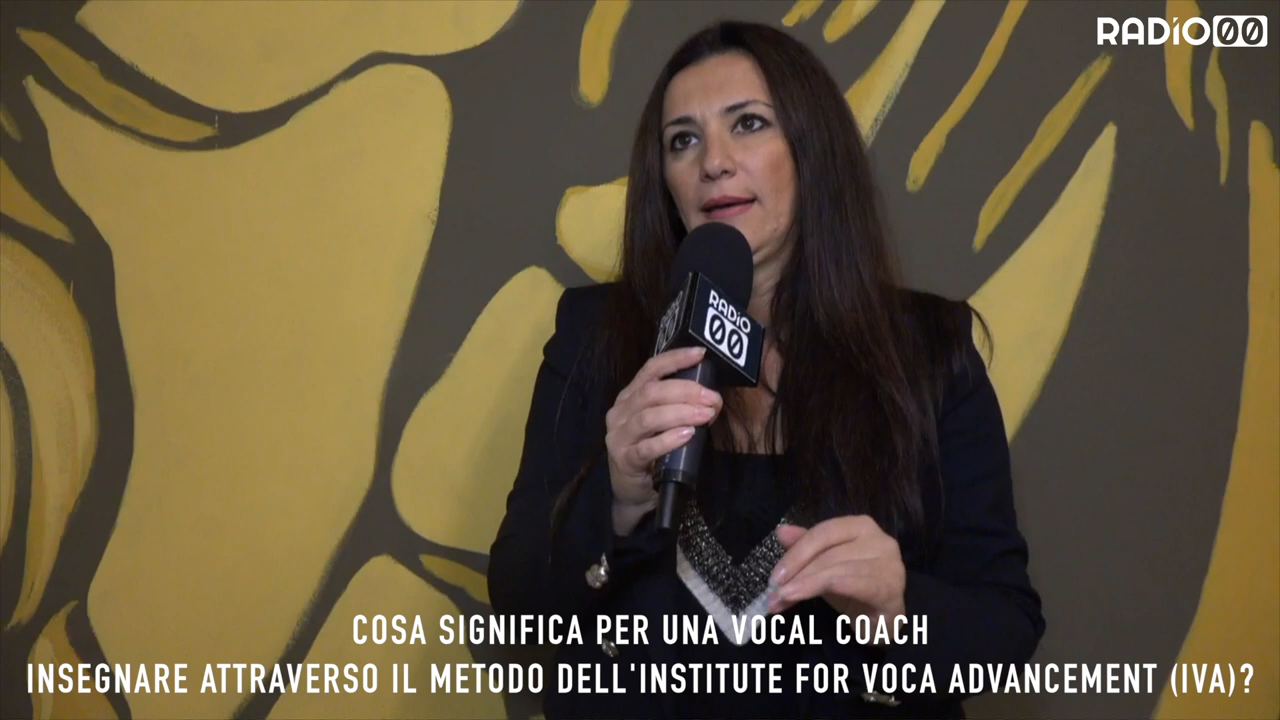 RADiO00
RADiO
00
COSA SIGNIFICA PER UNA VOCAL COACH
INSEGNARE ATTRAVERSO IL METODO DELL'INSTITUTE FOR VOCA ADVANCEMENT (IVA)?